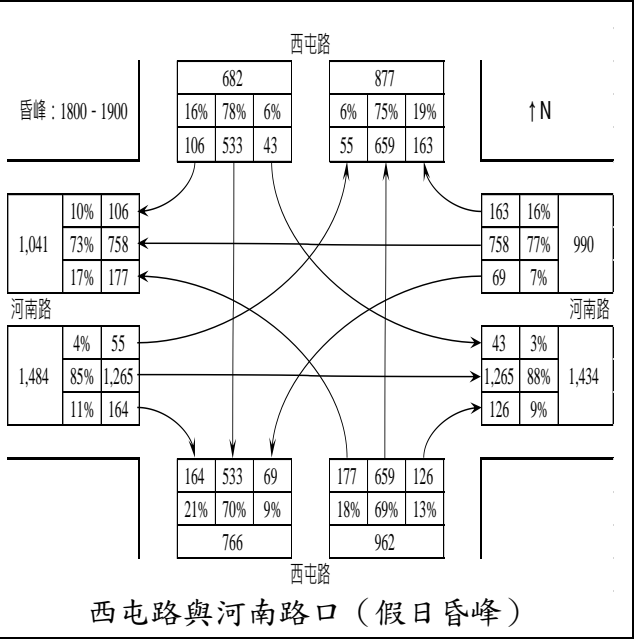 西屯路
682 877
昏峰：1800 - 1900 16% 78% 6% 6% 75% 19% ↑N
106 533 43 55 659 163
10% 106 163 16%
1,041 73% 758 758 77% 990
17% 177 69 7%
河南路 河南路
4% 55 43 3%
1,484 85% 1,265 1,265 88% 1,434
11% 164 126 9%
164 533 69 177 659 126
21% 70% 9% 18% 69% 13%
766 962
西屯路
西屯路與河南路口（假日昏峰）